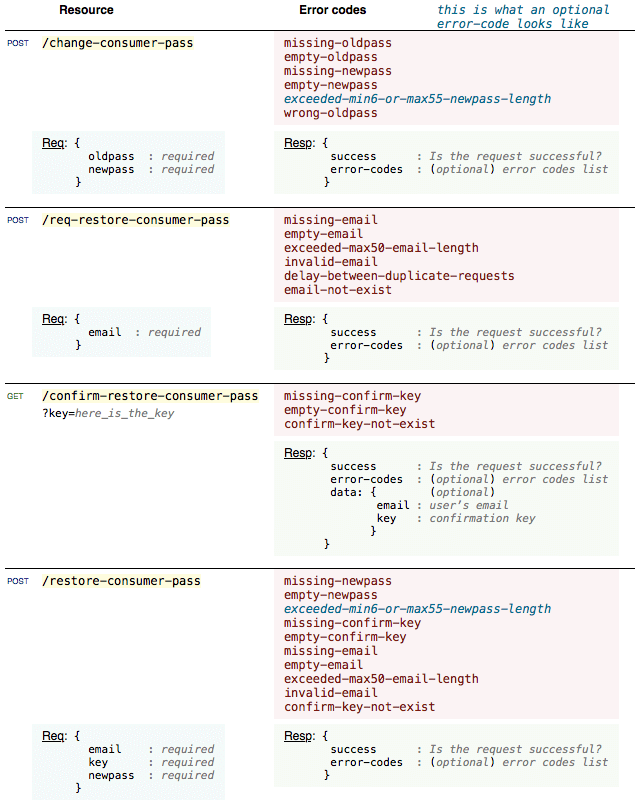 Resource Error codes this is what an optional
error-code looks like
POST /change-consumer-pass
missing-oldpass
empty-oldpass
missing-newpass
empty-newpass
exceeded-min6-or-max55-newpass-length
wrong-oldpass
Req: {
oldpass : required
newpass : required
}
Resp: {
success : Is the request successful?
error-codes : (optional) error codes list
}
POST /req-restore-consumer-pass
missing-email
empty-email
exceeded-max50-email-length
invalid-email
delay-between-duplicate-requests
email-not-exist
Req: {
email : required
}
Resp: {
success : Is the request successful?
error-codes : (optional) error codes list
}
GET /confirm-restore-consumer-pass
?key=here_is_the_key
missing-confirm-key
empty-confirm-key
confirm-key-not-exist
Resp: {
success : Is the request successful?
error-codes : (optional) error codes list
data: { (optional)
email : user's email
key : confirmation key
}
}
POST /restore-consumer-pass
missing-newpass
empty-newpass
exceeded-min6-or-max55-newpass-length
missing-confirm-key
empty-confirm-key
missing-email
empty-email
exceeded-max50-email-length
invalid-email
confirm-key-not-exist
Req: {
email : required
key : required
newpass : required
}
Resp: {
success : Is the request successful?
error-codes : (optional) error codes list
}